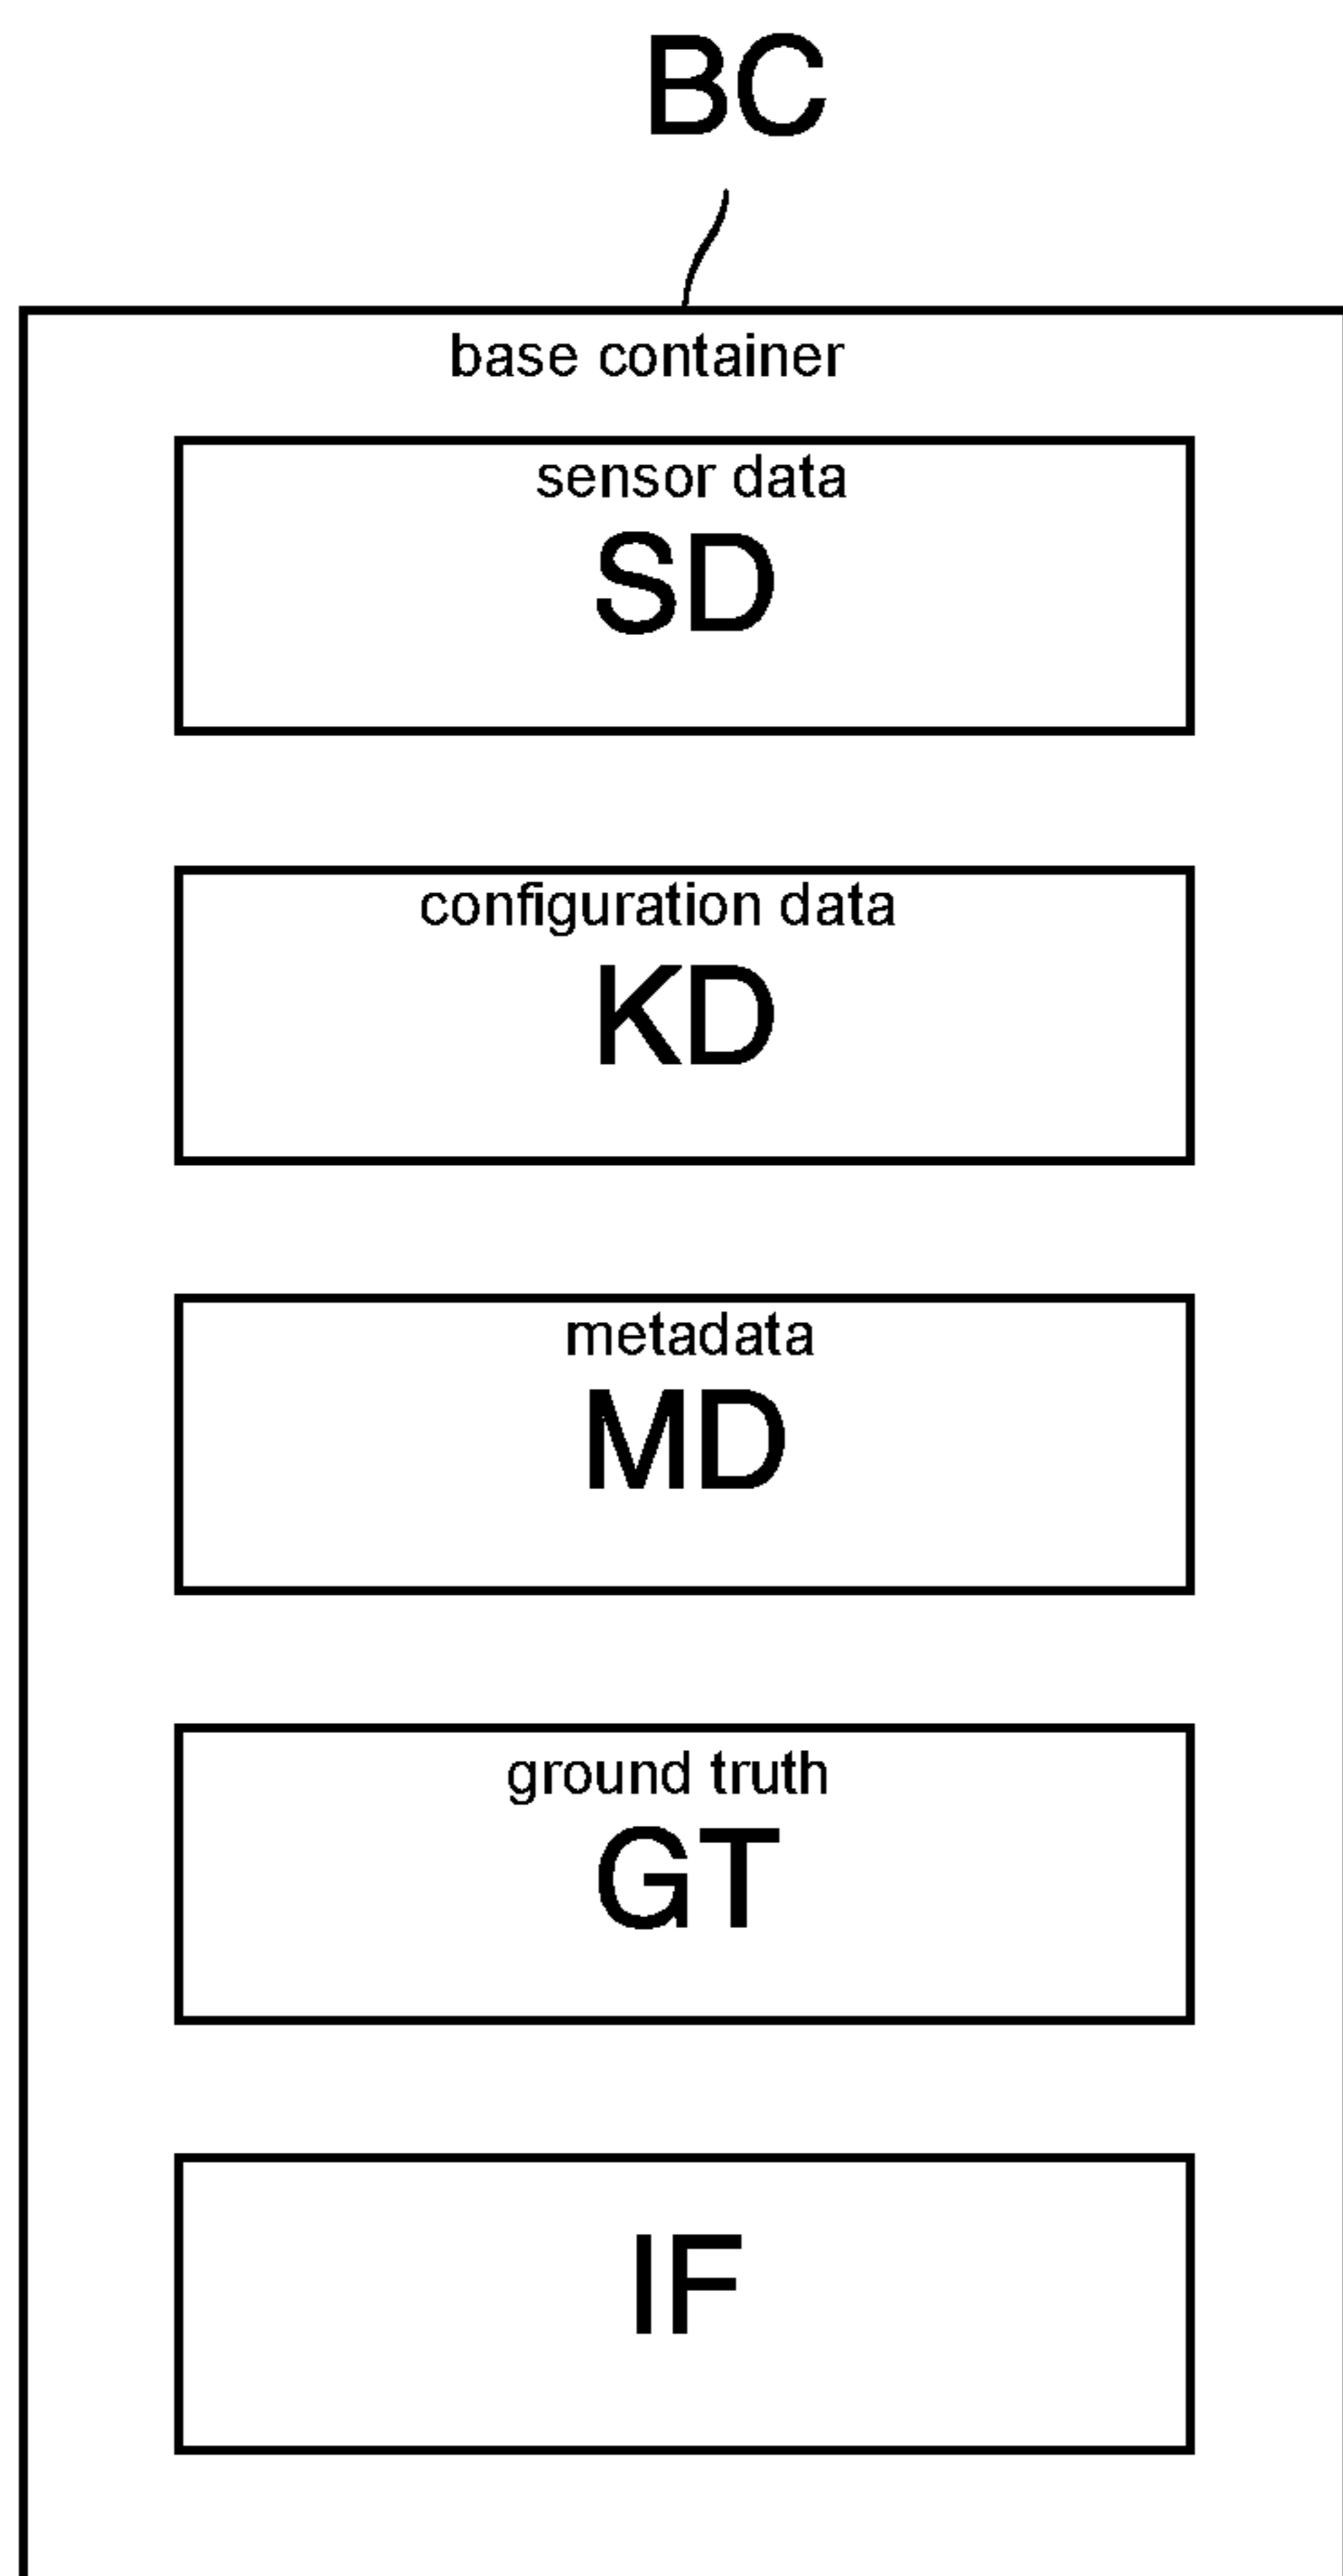 BC
base container
sensor data
SD
configuration data
KD
metadata
MD
ground truth
GT
IF